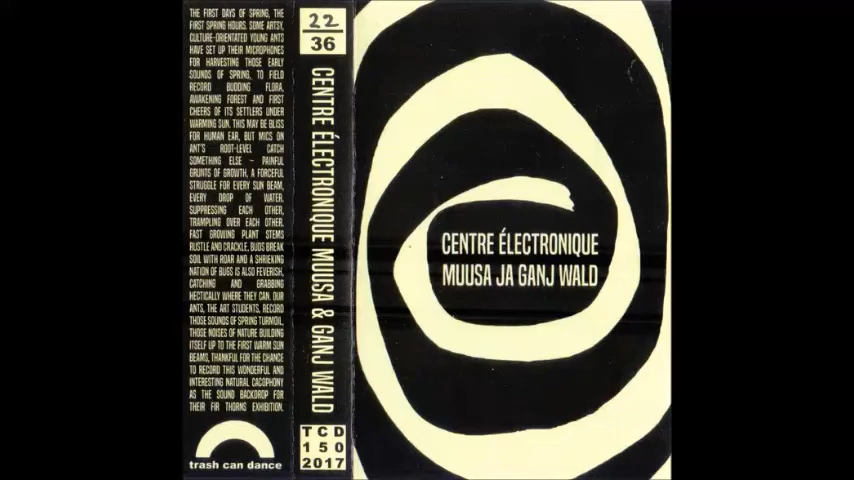 THE FIRST DAYS OF SPRING, THE
FIRST SPRING HOURS. SOME ARTSY,
CULTURE-ORIENTATED YOUNG ANTS
HAVE SET UP THEIR MICROPHONES
FOR HARVESTING THOSE EARLY
SOUNDS OF SPRING, TO FIELD
RECORD BUDDING FLORA,
AWAKENING FOREST AND FIRST
CHEERS OF ITS SETTLERS UNDER
WARMING SUN. THIS MAY BE BLISS
FOR HUMAN EAR, BUT MICS ON
ANT'S ROOT-LEVEL CATCH
SOMETHING ELSE – PAINFUL
GRUNTS OF GROWTH, A FORCEFUL
STRUGGLE FOR EVERY SUN BEAM,
EVERY DROP OF WATER,
SUPPRESSING EACH OTHER,
TRAMPLING OVER EACH OTHER.
FAST GROWING PLANT STEMS
RUSTLE AND CRACKLE, BUDS BREAK
SOIL WITH ROAR AND A SHRIEKING
NATION OF BUGS IS ALSO FEVERISH,
CATCHING AND GRABBING
HECTICALLY WHERE THEY CAN. OUR
ANTS, THE ART STUDENTS, RECORD
THOSE SOUNDS OF SPRING TURMOIL,
THOSE NOISES OF NATURE BUILDING
ITSELF UP TO THE FIRST WARM SUN
BEAMS, THANKFUL FOR THE CHANCE
TO RECORD THIS WONDERFUL AND
INTERESTING NATURAL CACOPHONY
AS THE SOUND BACKDROP FOR
THEIR FIR THORNS EXHIBITION.
trash can dance
22
36
CENTRE ÉLECTRONIQUE MUUSA & GANJ WALD
TCD
150
2017
CENTRE ÉLECTRONIQUE
MUUSA JA GANJ WALD